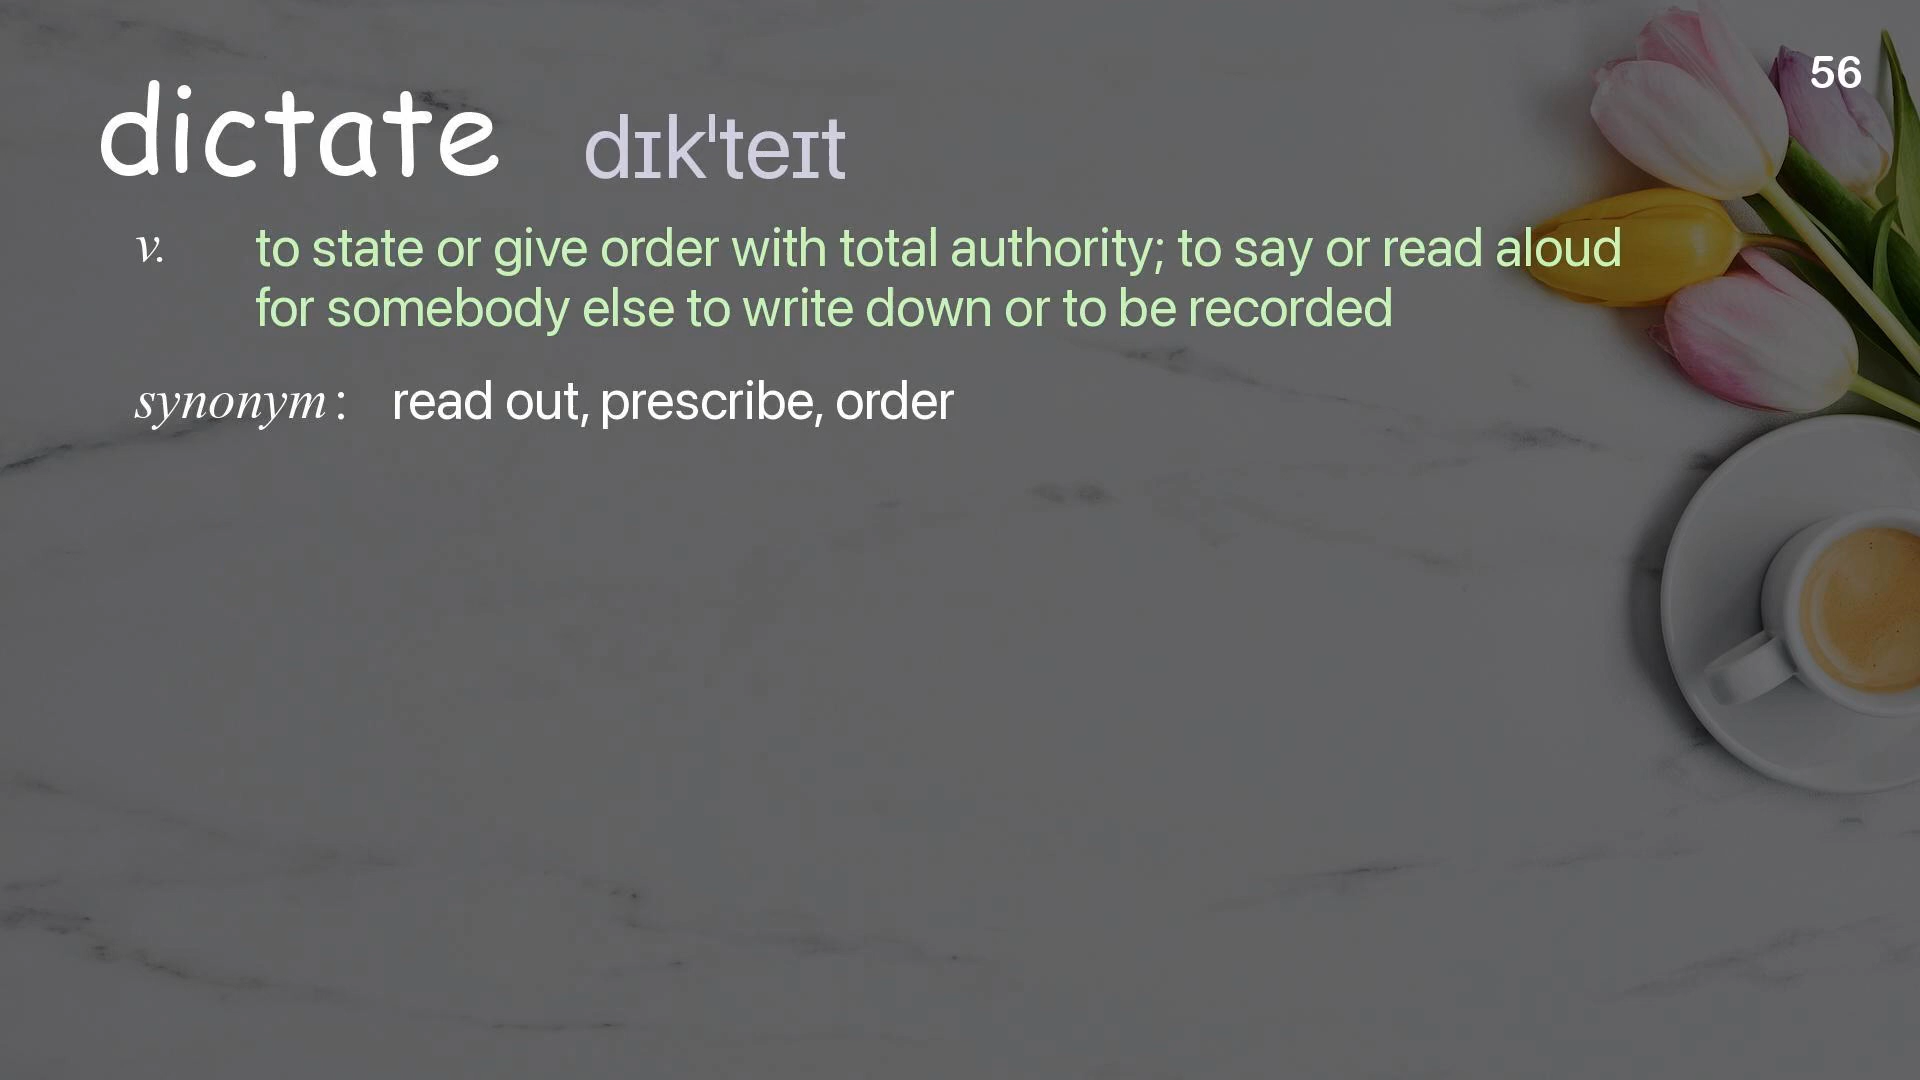 56
dictate dɪkˈteɪt
v. to state or give order with total authority; to say or read aloud
for somebody else to write down or to be recorded
synonym : read out, prescribe, order